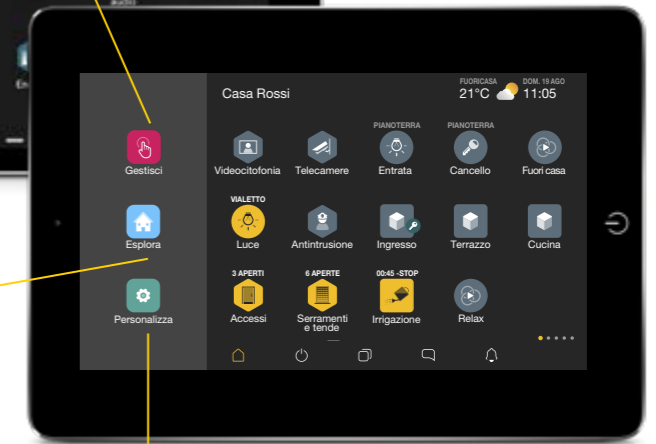 Casa Rossi
FUORICASA
21°C
DOM. 19 AGO
11:05
Gestisci
Esplora
Personalizza
Videocitofonia
Telecamere
PIANOTERRA
Entrata
PIANOTERRA
Cancello
Fuori casa
VIALETTO
Luce
Antintrusione
Ingresso
Terrazzo
Cucina
3 APERTI
Accessi
6 APERTE
Serramenti
e tende
00:45 -STOP
Irrigazione
Relax